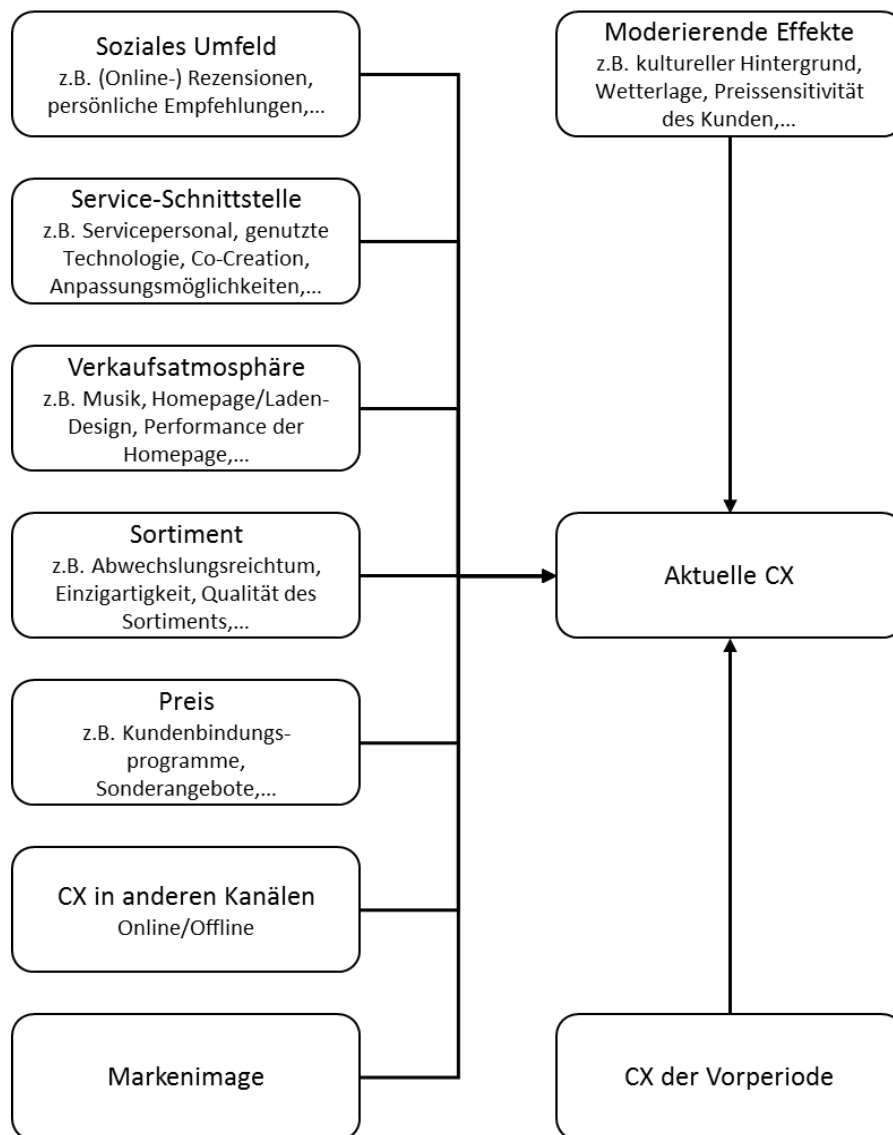 Soziales Umfeld
z.B. (Online-) Rezensionen,
persönliche Empfehlungen,...
Moderierende Effekte
z.B. kultureller Hintergrund,
Wetterlage, Preissensitivität
des Kunden,...
Service-Schnittstelle
z.B. Servicepersonal, genutzte
Technologie, Co-Creation,
Anpassungsmöglichkeiten,...
Verkaufsatmosphäre
z.B. Musik, Homepage/Laden-
Design, Performance der
Homepage,...
Sortiment
z.B. Abwechslungsreichtum,
Einzigartigkeit, Qualität des
Sortiments,...
Aktuelle CX
Preis
z.B. Kundenbindungs-
programme,
Sonderangebote,...
CX in anderen Kanälen
Online/Offline
Markenimage
CX der Vorperiode